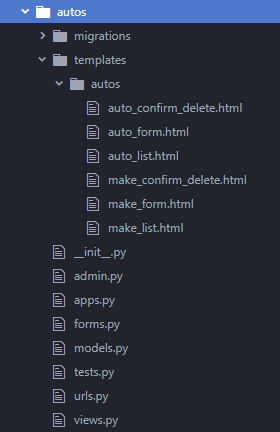 autos
migrations
templates
autos
auto_confirm_delete.html
auto_form.html
auto_list.html
make_confirm_delete.html
make_form.html
make_list.html
__init__.py
admin.py
apps.py
forms.py
models.py
tests.py
urls.py
views.py